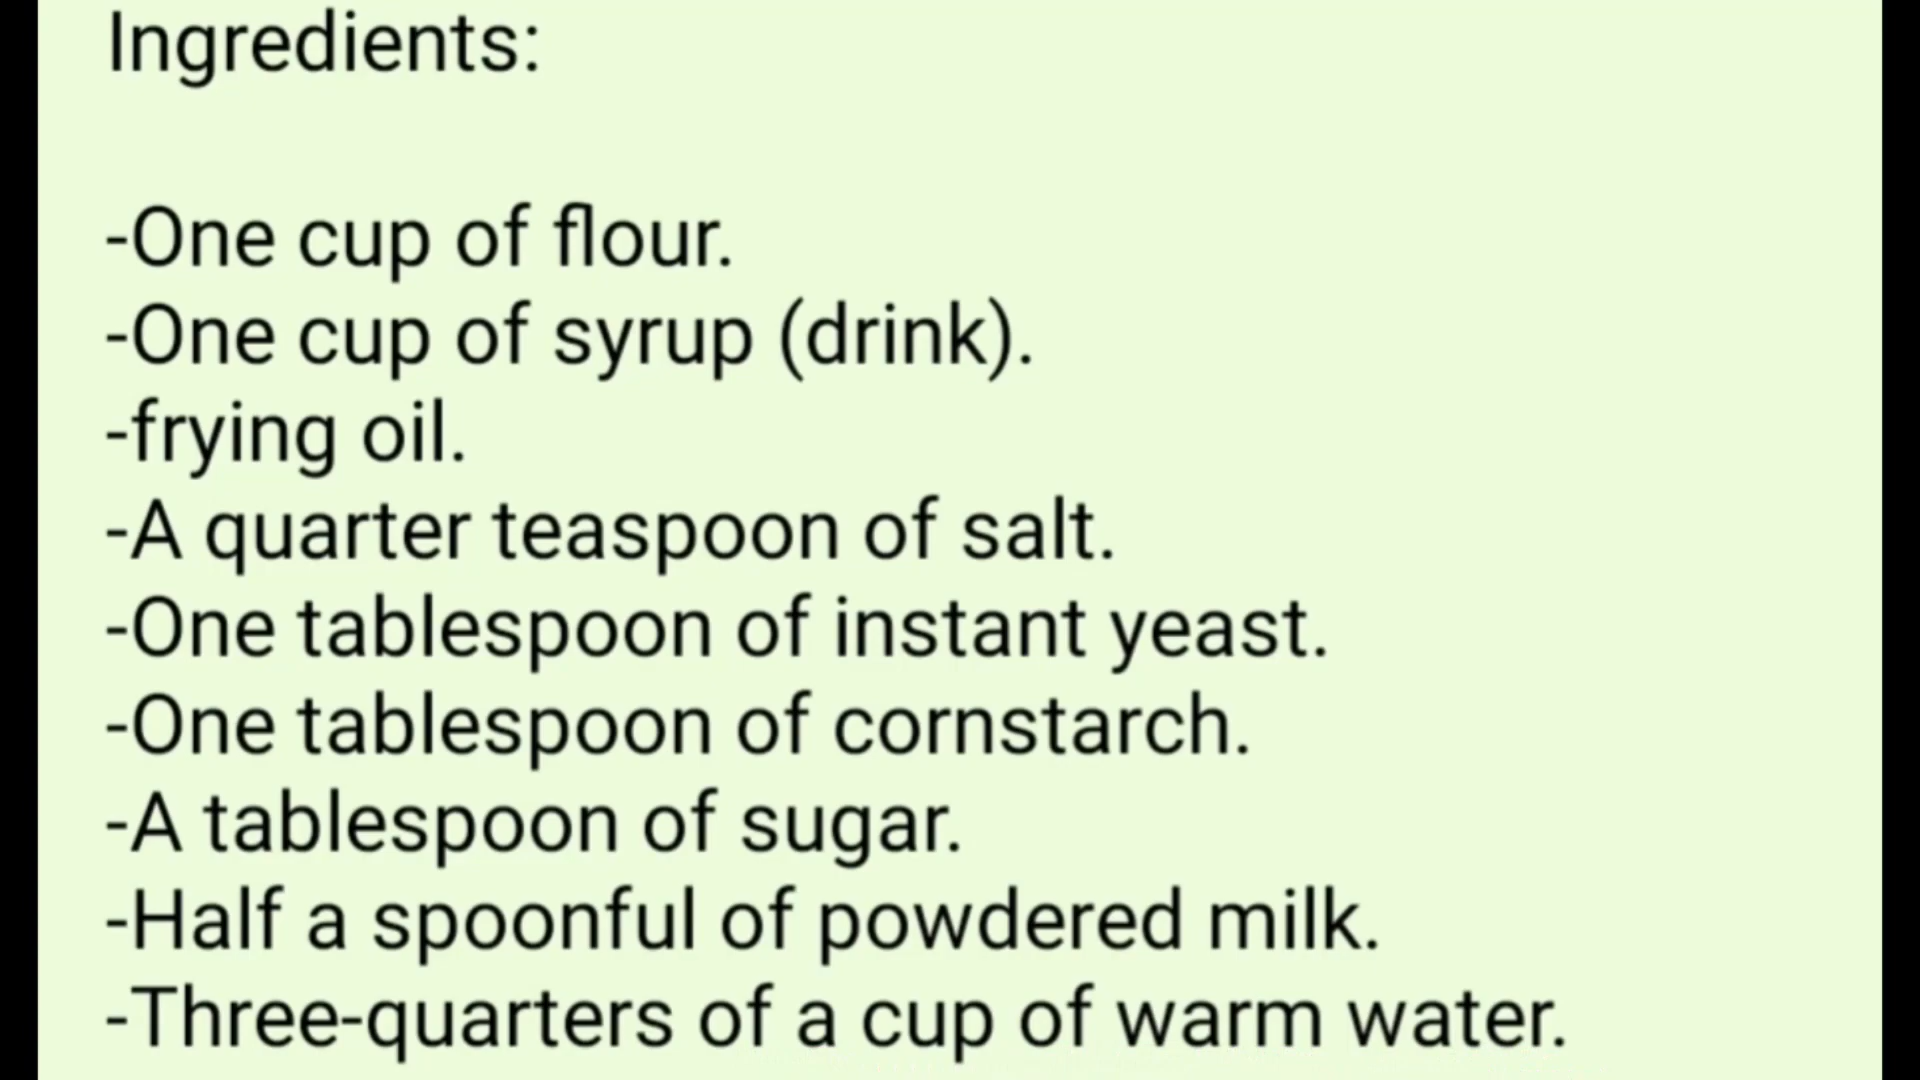 Ingredients:
-One cup of flour.
-One cup of syrup (drink).
-frying oil.
-A quarter teaspoon of salt.
-One tablespoon of instant yeast.
-One tablespoon of cornstarch.
-A tablespoon of sugar.
-Half a spoonful of powdered milk.
-Three-quarters of a cup of warm water.